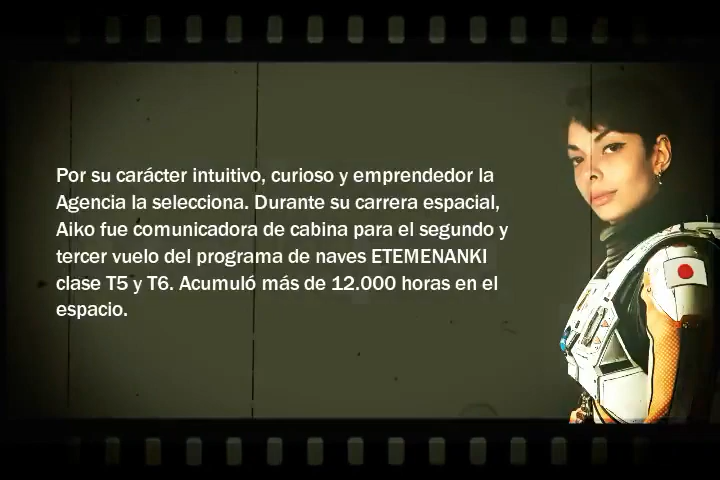 Por su carácter intuitivo, curioso y emprendedor la
Agencia la selecciona. Durante su carrera espacial,
Aiko fue comunicadora de cabina para el segundo y
tercer vuelo del programa de naves ETEMENANKI
clase T5 y T6. Acumuló más de 12.000 horas en el
espacio.